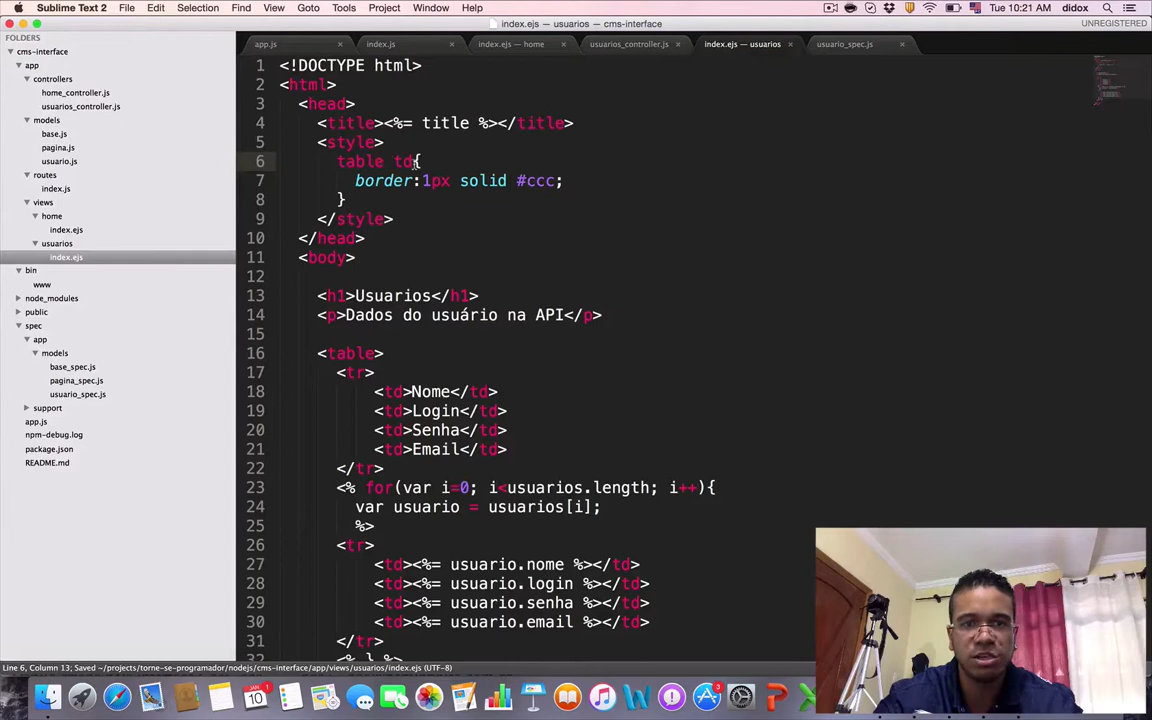 Sublime Text 2 File Edit Selection Find View Goto Tools Project Window Help
Tue 10:21 AM didox
index.ejs — usuarios — cms-interface
UNREGISTERED
FOLDERS
cms-interface
app
controllers
home_controller.js
usuarios_controller.js
models
base.js
pagina.js
usuario.js
routes
index.js
views
home
index.ejs
usuarios
index.ejs
bin
www
node_modules
public
spec
app
models
base_spec.js
pagina_spec.js
usuario_spec.js
support
app.js
npm-debug.log
package.json
README.md
app.js index.js index.ejs — home usuarios_controller.js index.ejs — usuarios usuario_spec.js
1 <!DOCTYPE html>
2 <html>
3 <head>
4 <title><%= title %></title>
5 <style>
6 table td{
7 border:1px solid #ccc;
8 }
9 </style>
10 </head>
11 <body>
12
13 <h1>Usuarios</h1>
14 <p>Dados do usuário na API</p>
15
16 <table>
17 <tr>
18 <td>Nome</td>
19 <td>Login</td>
20 <td>Senha</td>
21 <td>Email</td>
22 </tr>
23 <% for(var i=0; i<usuarios.length; i++){
24 var usuario = usuarios[i];
25 %>
26 <tr>
27 <td><%= usuario.nome %></td>
28 <td><%= usuario.login %></td>
29 <td><%= usuario.senha %></td>
30 <td><%= usuario.email %></td>
31 </tr>
32 <% } %>
Line 6, Column 13; Saved ~/projects/torne-se-programador/nodejs/cms-interface/app/views/usuarios/index.ejs (UTF-8)